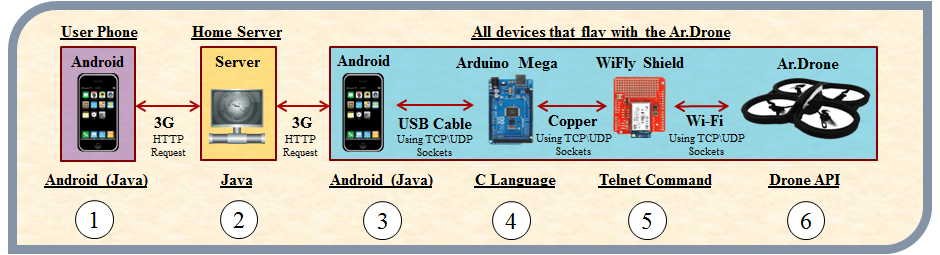 User Phone
Home Server
All devices that flay with the Ar.Drone
Android
Server
Android
Arduino Mega
WiFly Shield
Ar.Drone
3G
HTTP
Request
3G
HTTP
Request
USB Cable
Using TCP\UDP
Sockets
Copper
Using TCP\UDP
Sockets
Wi-Fi
Using TCP\UDP
Sockets
Android (Java)
Java
Android (Java)
C Language
Telnet Command
Drone API
1
2
3
4
5
6